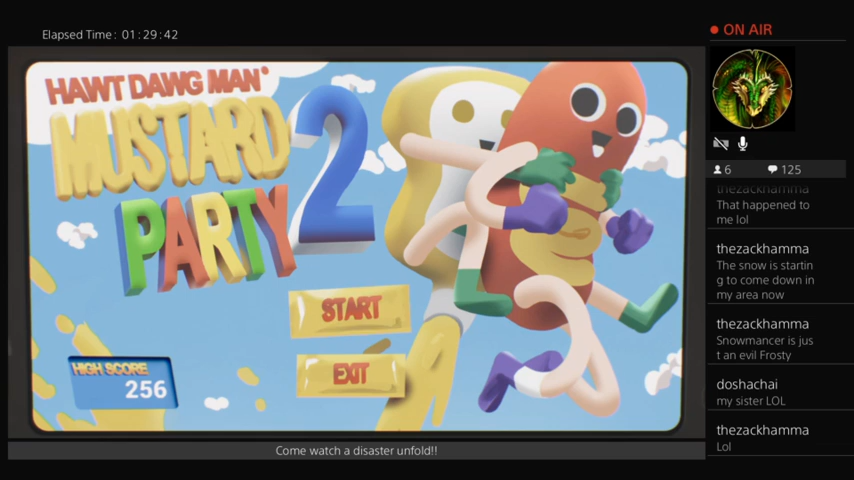 Elapsed Time : 01:29:42
ON AIR
HAWT DAWG MAN
MUSTARD
PARTY 2
START
EXIT
HIGH SCORE
256
Come watch a disaster unfold!!
6
125
thezackhamma
That happened to
me lol
thezackhamma
The snow is startin
g to come down in
my area now
thezackhamma
Snowmancer is jus
t an evil Frosty
doshachai
my sister LOL
thezackhamma
Lol